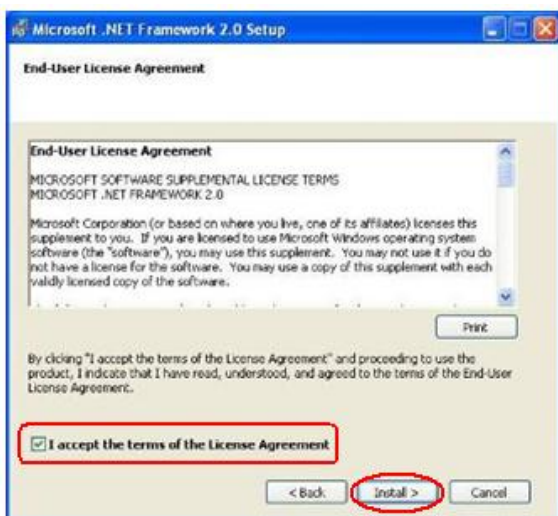 Microsoft .NET Framework 2.0 Setup
End-User License Agreement
End-User License Agreement
MICROSOFT SOFTWARE SUPPLEMENTAL LICENSE TERMS
MICROSOFT .NET FRAMEWORK 2.0
Microsoft Corporation (or based on where you live, one of its affiliates) licenses this
supplement to you.  If you are licensed to use Microsoft Windows operating system
software (the "software"), you may use this supplement.  You may not use it if you do
not have a license for the software.  You may use a copy of this supplement with each
validly licensed copy of the software.
Print
By clicking "I accept the terms of the License Agreement" and proceeding to use the
product, I indicate that I have read, understood, and agreed to the terms of the End-User
License Agreement.
I accept the terms of the License Agreement
< Back Install > Cancel